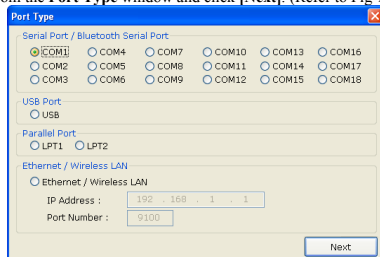 om the Port Type window and click [Next]. (Refer to Fig
Port Type
Serial Port / Bluetooth Serial Port
COM1 COM4 COM7 COM10 COM13 COM16
COM2 COM5 COM8 COM11 COM14 COM17
COM3 COM6 COM9 COM12 COM15 COM18
USB Port
USB
Parallel Port
LPT1 LPT2
Ethernet / Wireless LAN
Ethernet / Wireless LAN
IP Address : 192 . 168 . 1 . 1
Port Number : 9100
Next